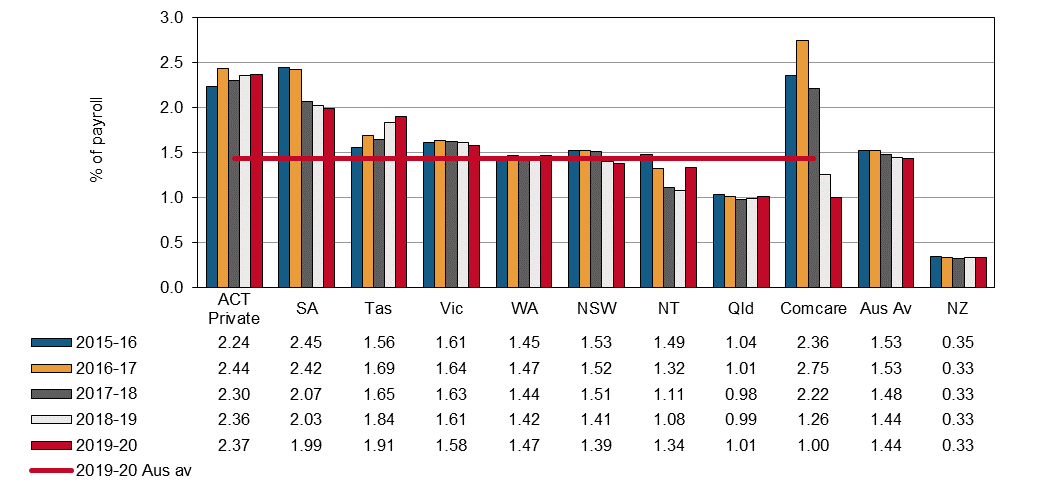 3.0
2.5
2.0
1.5
1.0
0.5
0.0
% of payroll
ACT Private SA Tas Vic WA NSW NT Qld Comcare Aus Av NZ
2015-16 2.24 2.45 1.56 1.61 1.45 1.53 1.49 1.04 2.36 1.53 0.35
2016-17 2.44 2.42 1.69 1.64 1.47 1.52 1.32 1.01 2.75 1.53 0.33
2017-18 2.30 2.07 1.65 1.63 1.44 1.51 1.11 0.98 2.22 1.48 0.33
2018-19 2.36 2.03 1.84 1.61 1.42 1.41 1.08 0.99 1.26 1.44 0.33
2019-20 2.37 1.99 1.91 1.58 1.47 1.39 1.34 1.01 1.00 1.44 0.33
2019-20 Aus av